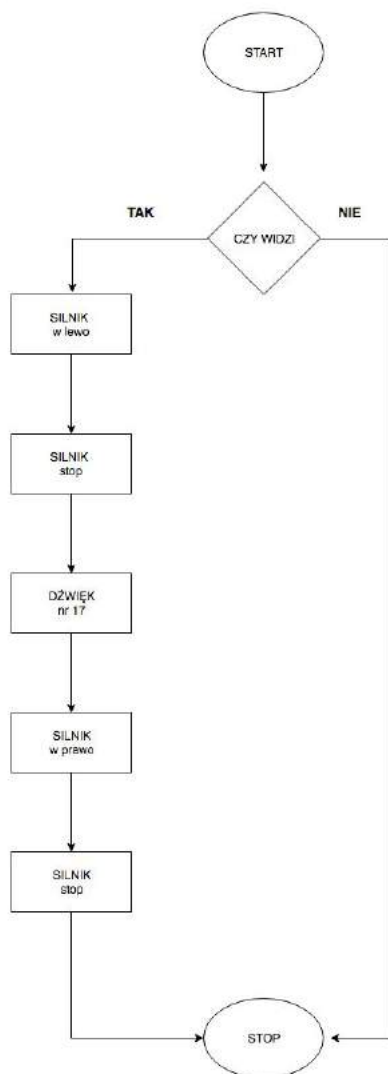 START
TAK
NIE
CZY WIDZI
SILNIK
w lewo
SILNIK
stop
DŹWIĘK
nr 17
SILNIK
w prawo
SILNIK
stop
STOP